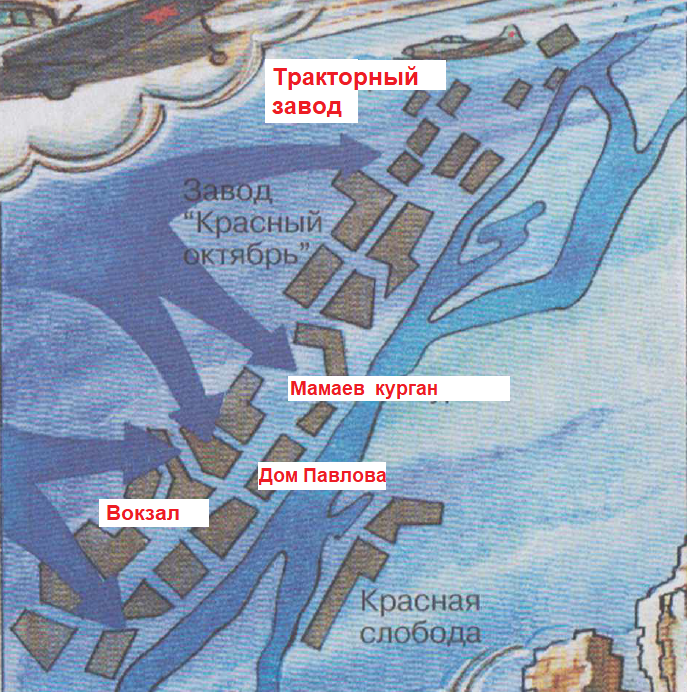 Тракторный
завод
Завод
“Красный
октябрь”
Мамаев курган
Дом Павлова
Вокзал
Красная
слобода